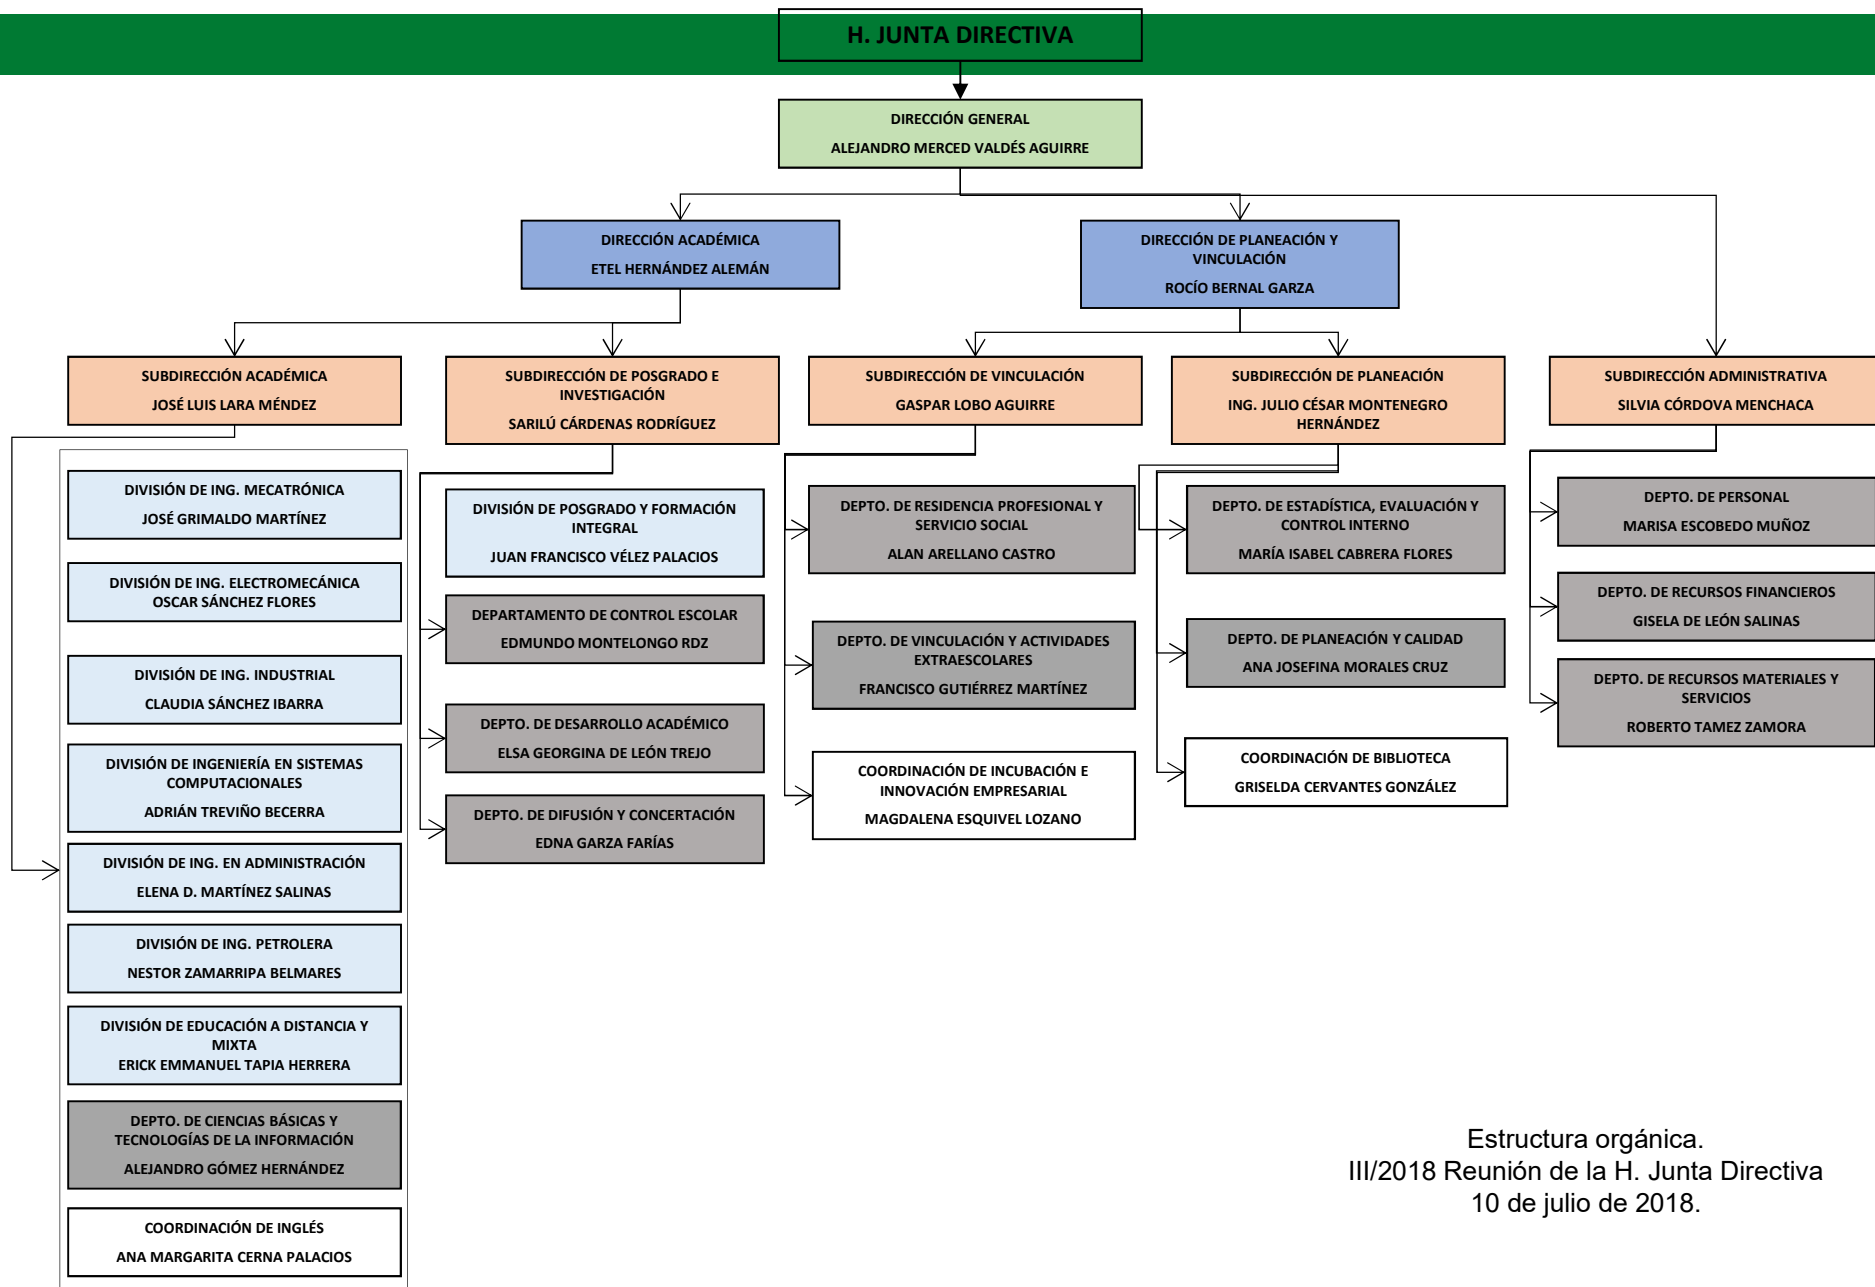 H. JUNTA DIRECTIVA
DIRECCIÓN GENERAL
ALEJANDRO MERCED VALDÉS AGUIRRE
DIRECCIÓN ACADÉMICA
ETEL HERNÁNDEZ ALEMÁN
DIRECCIÓN DE PLANEACIÓN Y
VINCULACIÓN
ROCÍO BERNAL GARZA
SUBDIRECCIÓN ACADÉMICA
JOSÉ LUIS LARA MÉNDEZ
SUBDIRECCIÓN DE POSGRADO E
INVESTIGACIÓN
SARILÚ CÁRDENAS RODRÍGUEZ
SUBDIRECCIÓN DE VINCULACIÓN
GASPAR LOBO AGUIRRE
SUBDIRECCIÓN DE PLANEACIÓN
ING. JULIO CÉSAR MONTENEGRO
HERNÁNDEZ
SUBDIRECCIÓN ADMINISTRATIVA
SILVIA CÓRDOVA MENCHACA
DIVISIÓN DE ING. MECATRÓNICA
JOSÉ GRIMALDO MARTÍNEZ
DIVISIÓN DE ING. ELECTROMECÁNICA
OSCAR SÁNCHEZ FLORES
DIVISIÓN DE ING. INDUSTRIAL
CLAUDIA SÁNCHEZ IBARRA
DIVISIÓN DE INGENIERÍA EN SISTEMAS
COMPUTACIONALES
ADRIÁN TREVIÑO BECERRA
DIVISIÓN DE ING. EN ADMINISTRACIÓN
ELENA D. MARTÍNEZ SALINAS
DIVISIÓN DE ING. PETROLERA
NESTOR ZAMARRIPA BELMARES
DIVISIÓN DE EDUCACIÓN A DISTANCIA Y
MIXTA
ERICK EMMANUEL TAPIA HERRERA
DEPTO. DE CIENCIAS BÁSICAS Y
TECNOLOGÍAS DE LA INFORMACIÓN
ALEJANDRO GÓMEZ HERNÁNDEZ
COORDINACIÓN DE INGLÉS
ANA MARGARITA CERNA PALACIOS
DIVISIÓN DE POSGRADO Y FORMACIÓN
INTEGRAL
JUAN FRANCISCO VÉLEZ PALACIOS
DEPARTAMENTO DE CONTROL ESCOLAR
EDMUNDO MONTELONGO RDZ
DEPTO. DE DESARROLLO ACADÉMICO
ELSA GEORGINA DE LEÓN TREJO
DEPTO. DE DIFUSIÓN Y CONCERTACIÓN
EDNA GARZA FARÍAS
DEPTO. DE RESIDENCIA PROFESIONAL Y
SERVICIO SOCIAL
ALAN ARELLANO CASTRO
DEPTO. DE VINCULACIÓN Y ACTIVIDADES
EXTRAESCOLARES
FRANCISCO GUTIÉRREZ MARTÍNEZ
COORDINACIÓN DE INCUBACIÓN E
INNOVACIÓN EMPRESARIAL
MAGDALENA ESQUIVEL LOZANO
DEPTO. DE ESTADÍSTICA, EVALUACIÓN Y
CONTROL INTERNO
MARÍA ISABEL CABRERA FLORES
DEPTO. DE PLANEACIÓN Y CALIDAD
ANA JOSEFINA MORALES CRUZ
COORDINACIÓN DE BIBLIOTECA
GRISELDA CERVANTES GONZÁLEZ
DEPTO. DE PERSONAL
MARISA ESCOBEDO MUÑOZ
DEPTO. DE RECURSOS FINANCIEROS
GISELA DE LEÓN SALINAS
DEPTO. DE RECURSOS MATERIALES Y
SERVICIOS
ROBERTO TAMEZ ZAMORA
Estructura orgánica.
III/2018 Reunión de la H. Junta Directiva
10 de julio de 2018.